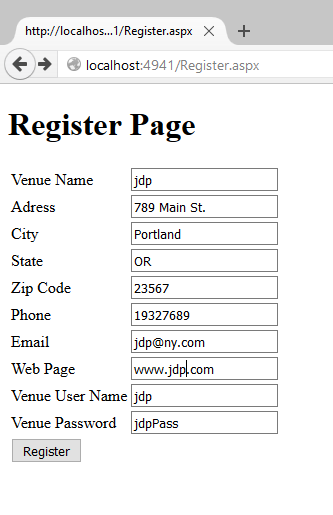 http://localhos...1/Register.aspx
localhost:4941/Register.aspx
Register Page
Venue Name jdp
Adress 789 Main St.
City Portland
State OR
Zip Code 23567
Phone 19327689
Email jdp@ny.com
Web Page www.jdp.com
Venue User Name jdp
Venue Password jdpPass
Register